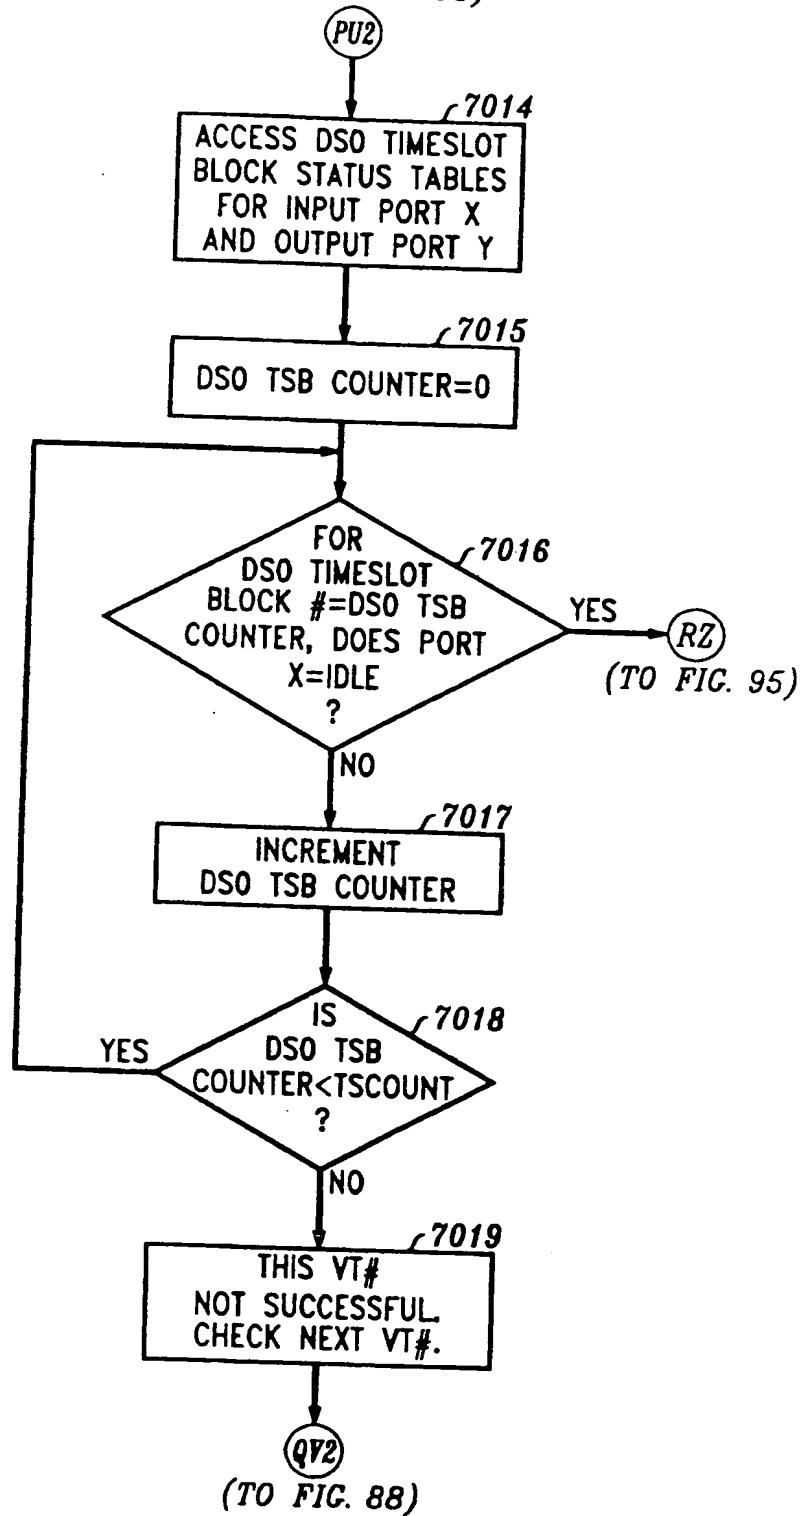 PU2
7014
ACCESS DS0 TIMESLOT
BLOCK STATUS TABLES
FOR INPUT PORT X
AND OUTPUT PORT Y
7015
DS0 TSB COUNTER=0
7016
FOR
DS0 TIMESLOT
BLOCK #=DS0 TSB
COUNTER, DOES PORT
X=IDLE
?
YES
RZ
(TO FIG. 95)
NO
7017
INCREMENT
DS0 TSB COUNTER
7018
IS
DS0 TSB
COUNTER<TSCOUNT
?
YES
NO
7019
THIS VT#
NOT SUCCESSFUL.
CHECK NEXT VT#.
QV2
(TO FIG. 88)